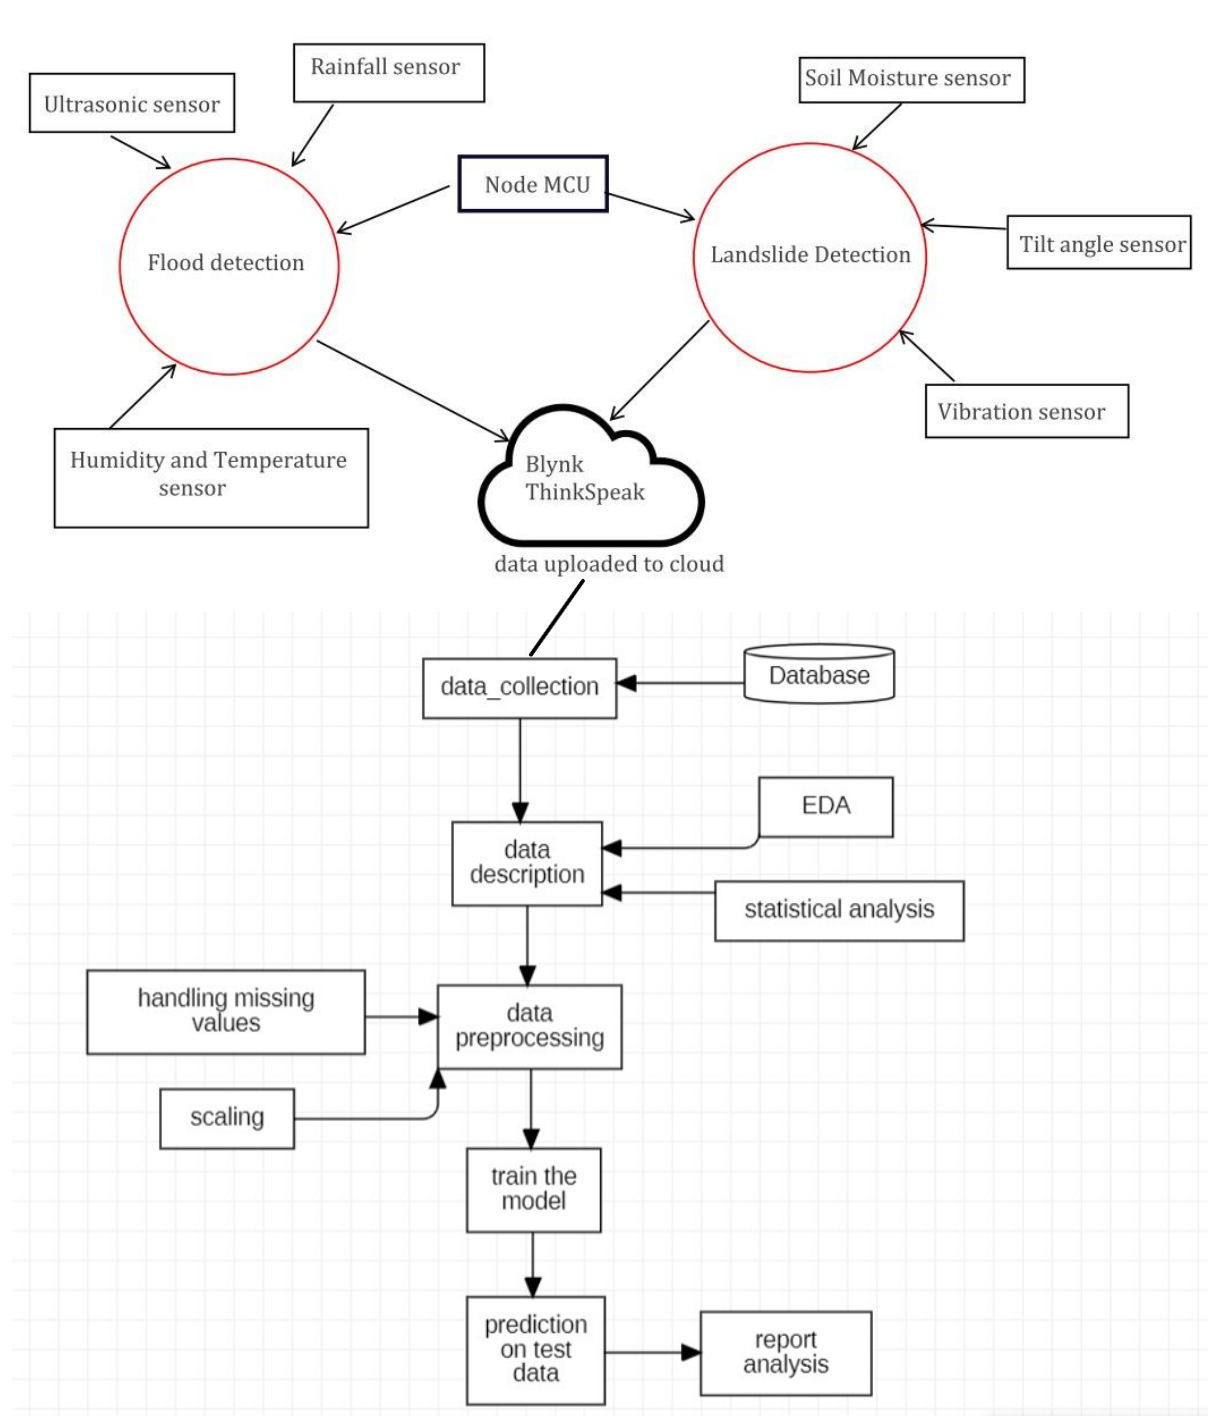 Rainfall sensor
Ultrasonic sensor
Soil Moisture sensor
Node MCU
Flood detection
Landslide Detection
Tilt angle sensor
Vibration sensor
Humidity and Temperature
sensor
Blynk
ThinkSpeak
data uploaded to cloud
data_collection
Database
EDA
data
description
statistical analysis
handling missing
values
data
preprocessing
scaling
train the
model
prediction
on test
data
report
analysis